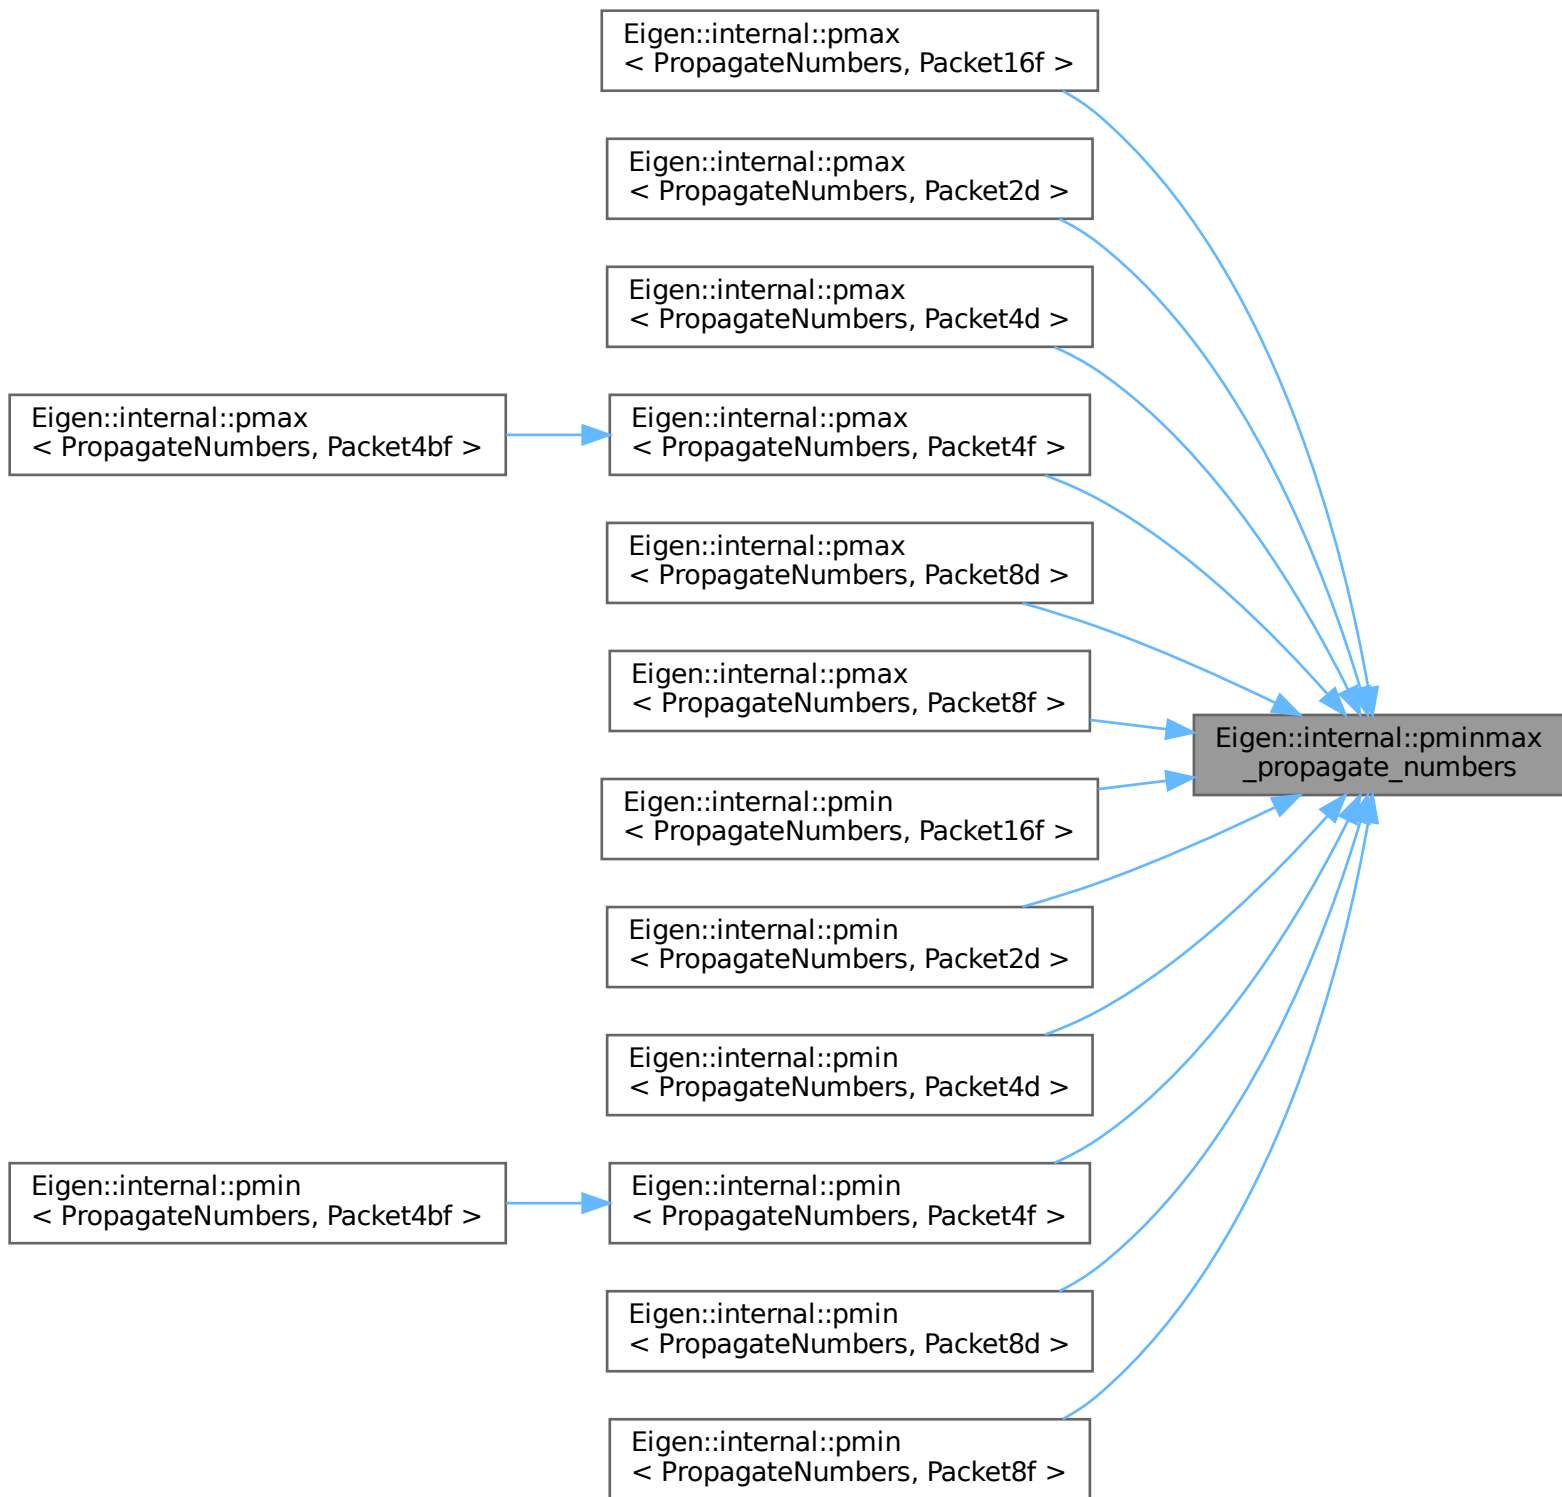 Eigen::internal::pmax
< PropagateNumbers, Packet16f >
Eigen::internal::pmax
< PropagateNumbers, Packet2d >
Eigen::internal::pmax
< PropagateNumbers, Packet4d >
Eigen::internal::pmax
< PropagateNumbers, Packet4bf >
Eigen::internal::pmax
< PropagateNumbers, Packet4f >
Eigen::internal::pmax
< PropagateNumbers, Packet8d >
Eigen::internal::pmax
< PropagateNumbers, Packet8f >
Eigen::internal::pminmax
_propagate_numbers
Eigen::internal::pmin
< PropagateNumbers, Packet16f >
Eigen::internal::pmin
< PropagateNumbers, Packet2d >
Eigen::internal::pmin
< PropagateNumbers, Packet4d >
Eigen::internal::pmin
< PropagateNumbers, Packet4bf >
Eigen::internal::pmin
< PropagateNumbers, Packet4f >
Eigen::internal::pmin
< PropagateNumbers, Packet8d >
Eigen::internal::pmin
< PropagateNumbers, Packet8f >